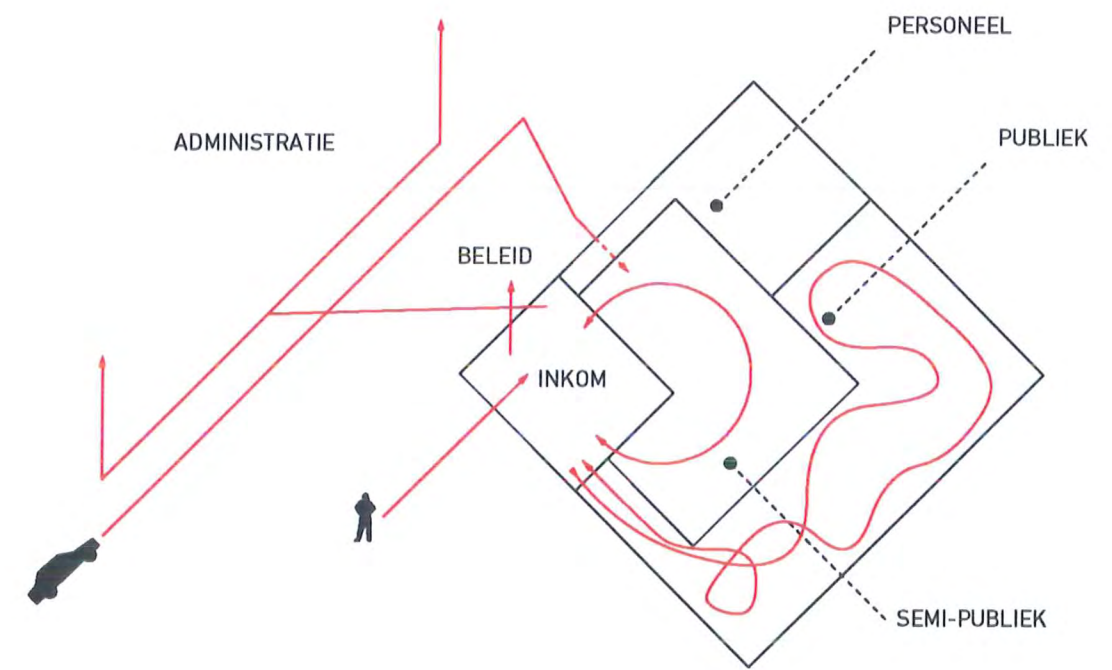 PERSONEEL
ADMINISTRATIE
PUBLIEK
BELEID
INKOM
SEMI-PUBLIEK